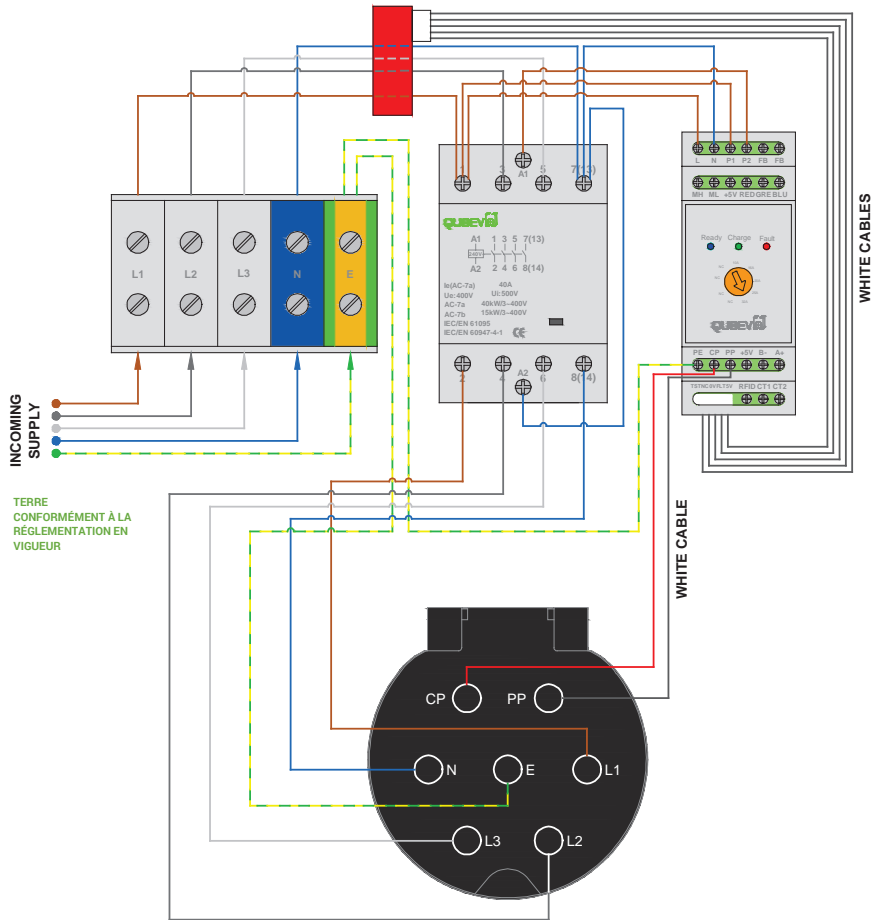 1 3 A1 5 7(13)
QUBEV
A1 1 3 5 7(13)
240V
A2 2 4 6 8(14)
Ie(AC-7a) 40A
Ue:400V Ui:500V
AC-7a 40kW/3~400V
AC-7b 15kW/3~400V
IEC/EN 61095
IEC/EN 60947-4-1 CE
2 4 A2 6 8(14)
L N P1 P2 FB FB
MH ML +5V RED GRE BLU
Ready Charge Fault
QUBEV
PE CP PP +5V B- A+
RFID CT1 CT2
WHITE CABLES
L1 L2 L3 N E
INCOMING
SUPPLY
TERRE
CONFORMÉMENT À LA
RÉGLEMENTATION EN
VIGUEUR
WHITE CABLE
CP PP
N E L1
L3 L2